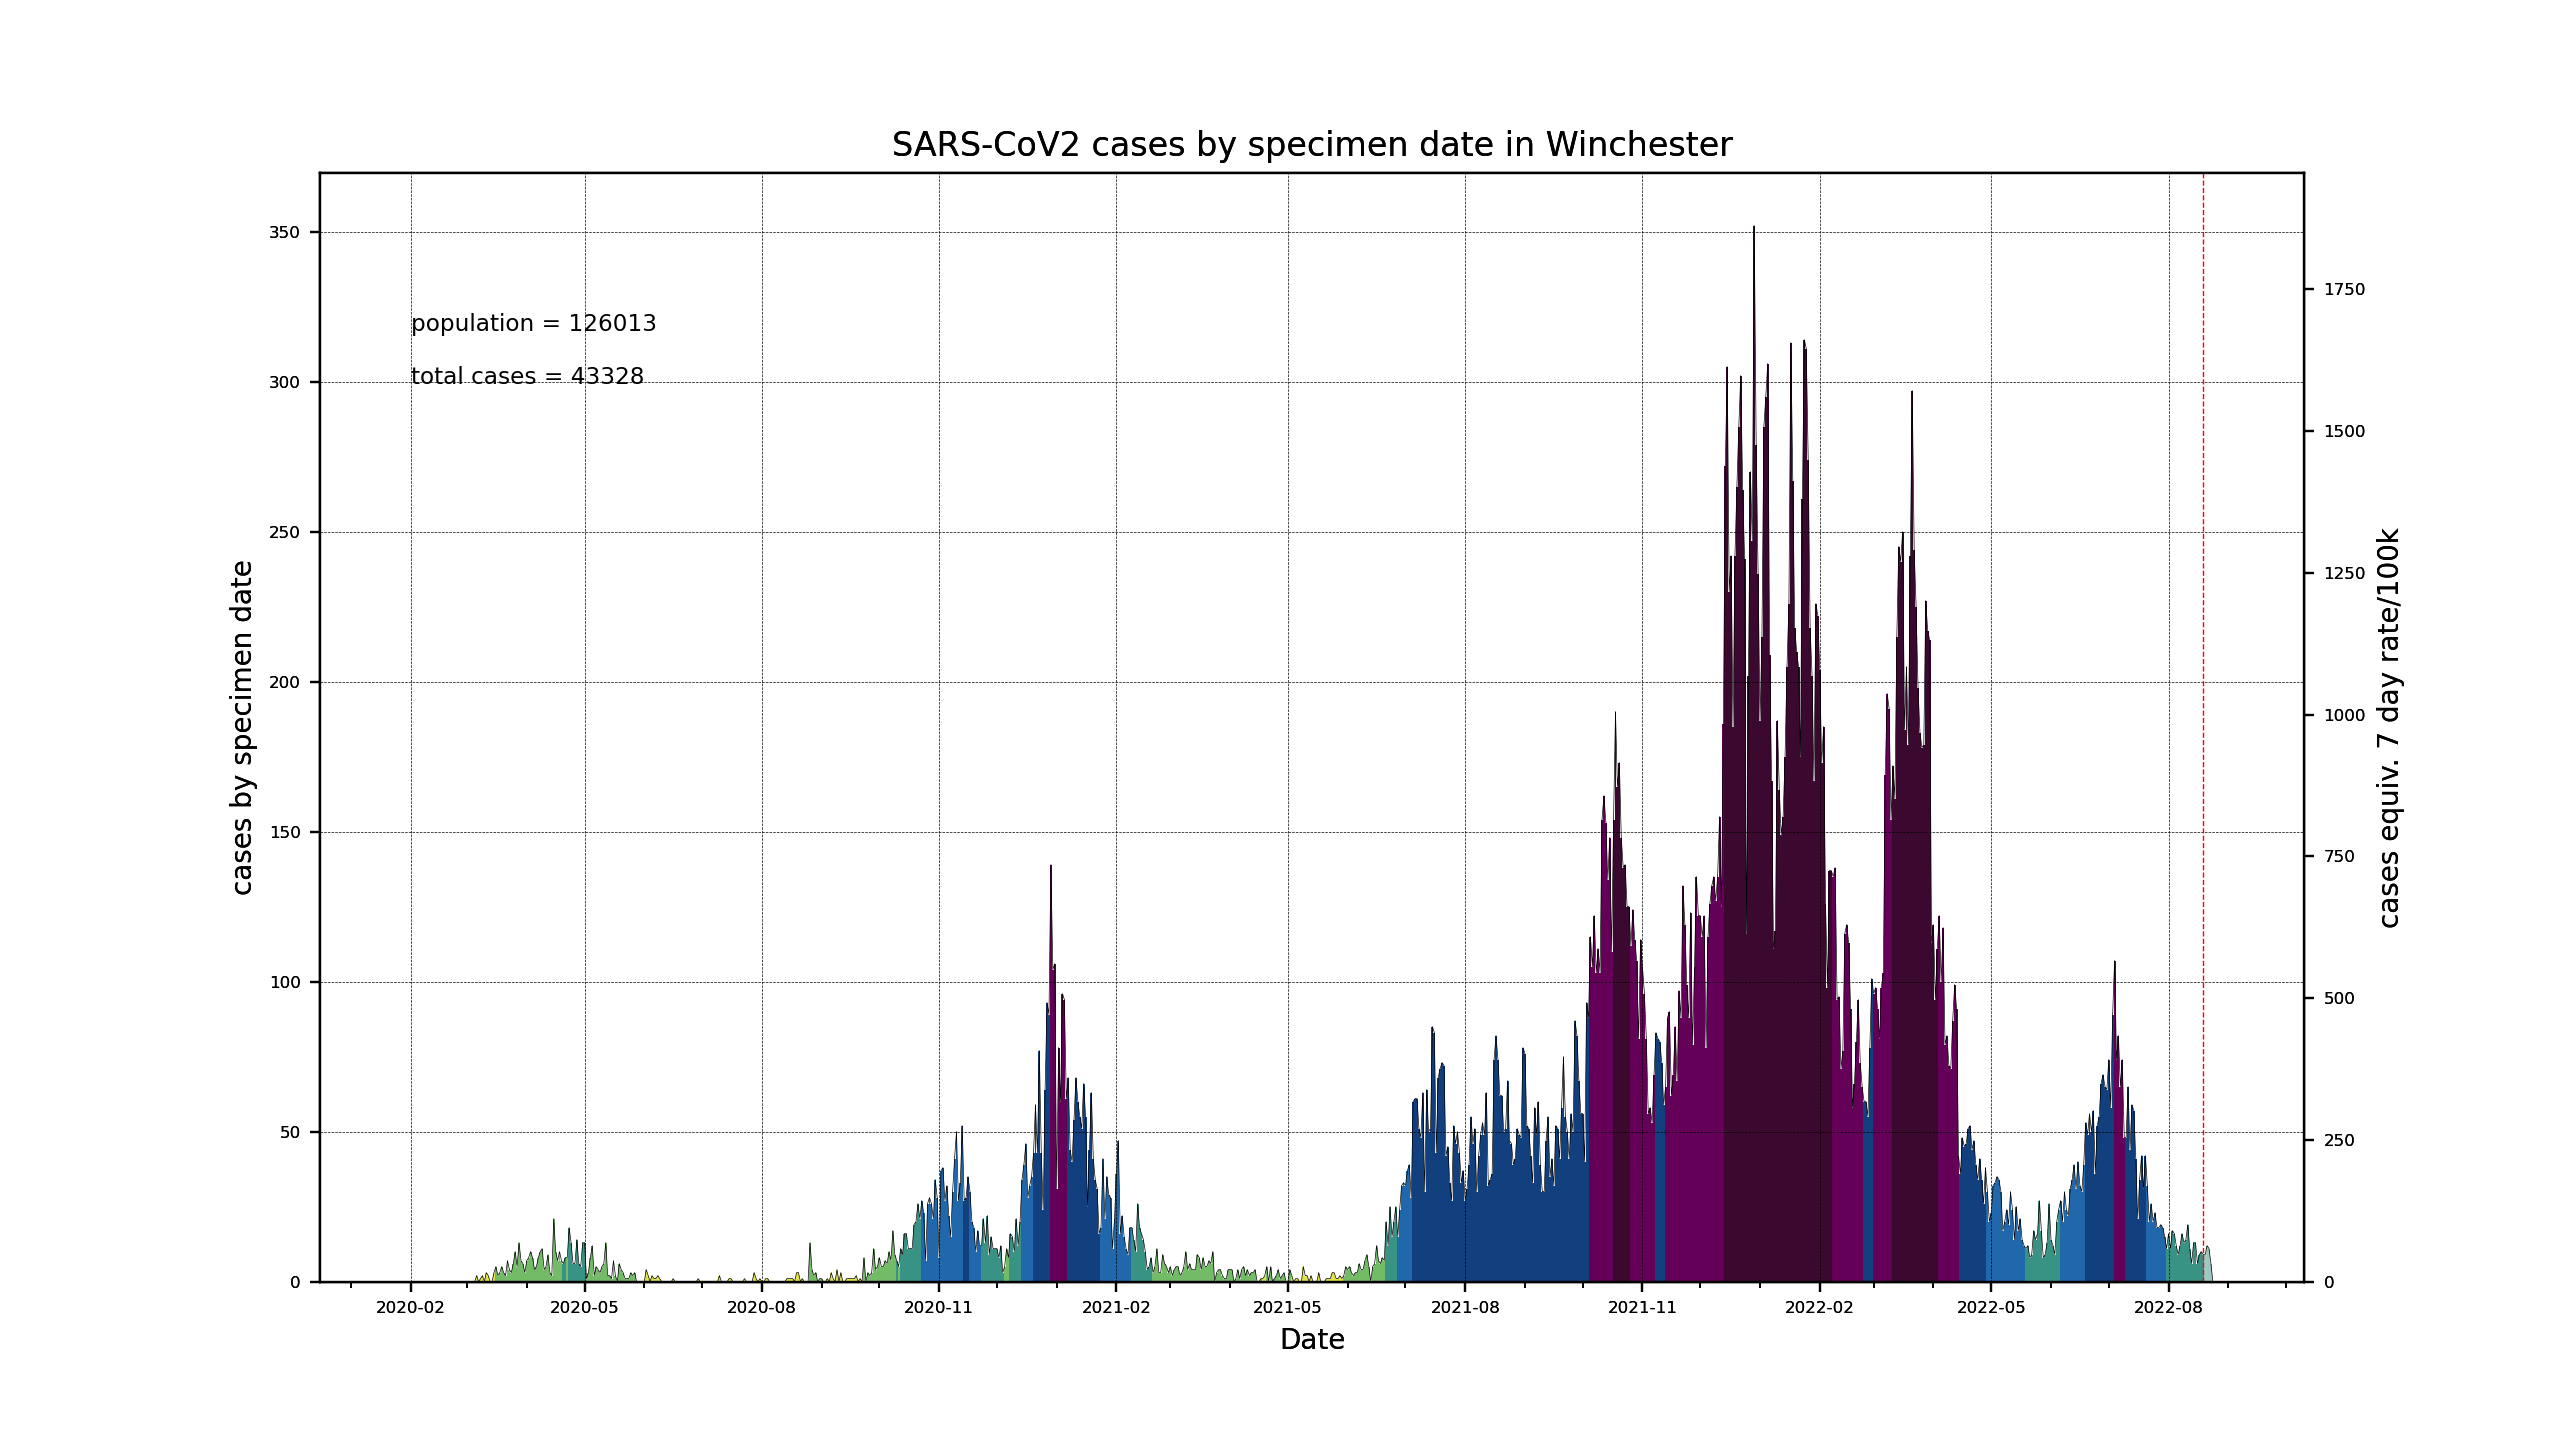 SARS-CoV2 cases by specimen date in Winchester
population = 126013
total cases = 43328
cases by specimen date
350
300
250
200
150
100
50
0
1750
1500
1250
1000
750
500
250
0
cases equiv. 7 day rate/100k
2020-02 2020-05 2020-08 2020-11 2021-02 2021-05 2021-08 2021-11 2022-02 2022-05 2022-08
Date